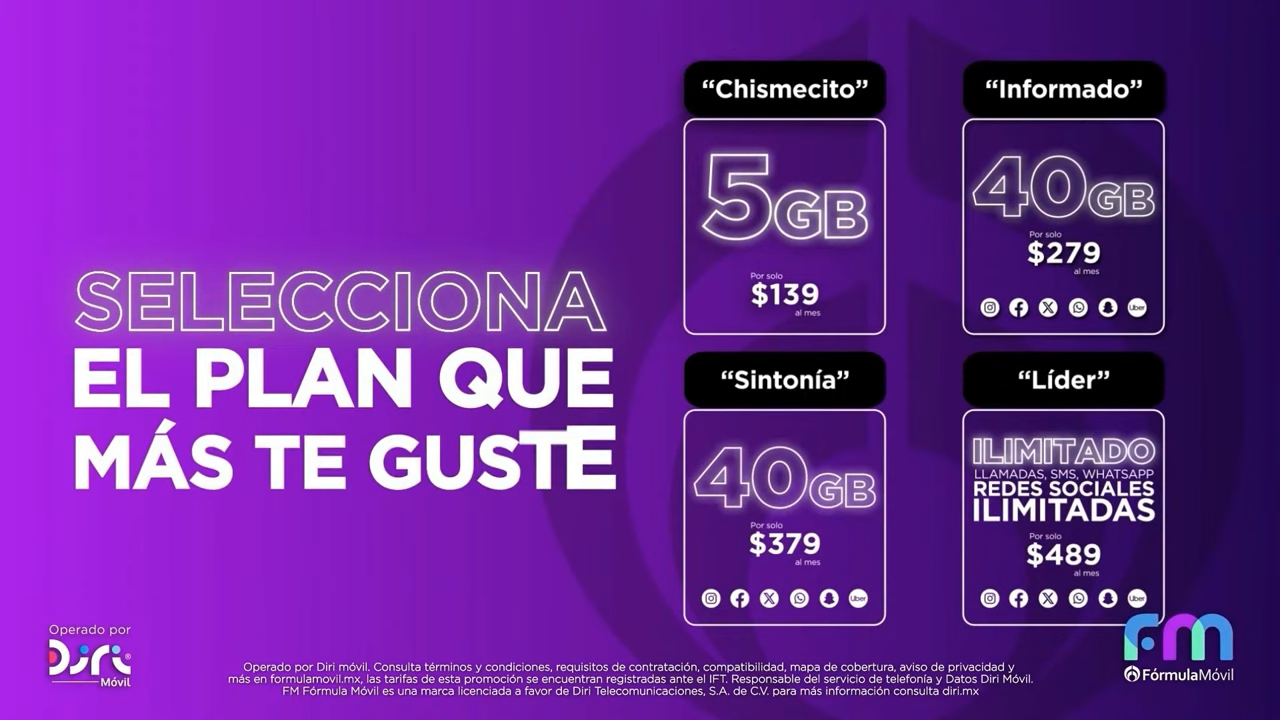 SELECCIONA
EL PLAN QUE
MÁS TE GUSTE
“Chismecito”
5GB
Por solo
$139
al mes
“Informado”
40GB
Por solo
$279
al mes
Uber
“Sintonía”
40GB
Por solo
$379
al mes
Uber
“Líder”
ILIMITADO
LLAMADAS, SMS, WHATSAPP
REDES SOCIALES
ILIMITADAS
Por solo
$489
al mes
Uber
Operado por
Diri®
Móvil
Operado por Diri móvil. Consulta términos y condiciones, requisitos de contratación, compatibilidad, mapa de cobertura, aviso de privacidad y
más en formulamovil.mx, las tarifas de esta promoción se encuentran registradas ante el IFT. Responsable del servicio de telefonía y Datos Diri Móvil.
FM Fórmula Móvil es una marca licenciada a favor de Diri Telecomunicaciones, S.A. de C.V. para más información consulta diri.mx
FM
FórmulaMóvil